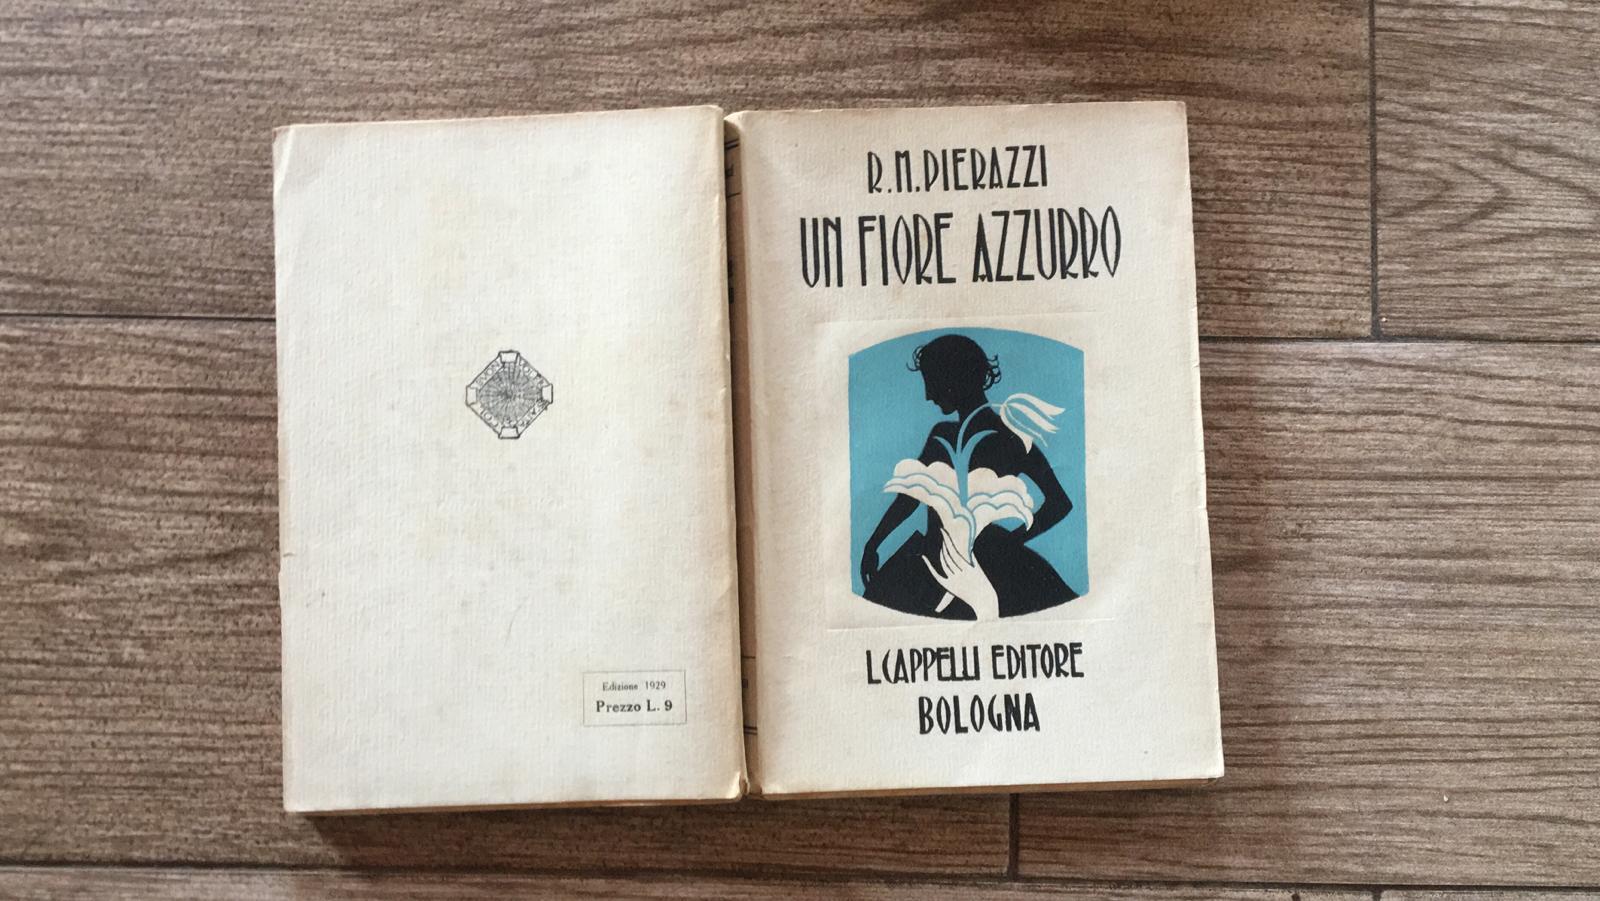 R.M.PIERAZZI
UN FIORE AZZURRO
L.CAPPELLI EDITORE
BOLOGNA
Edizione 1929
Prezzo L. 9